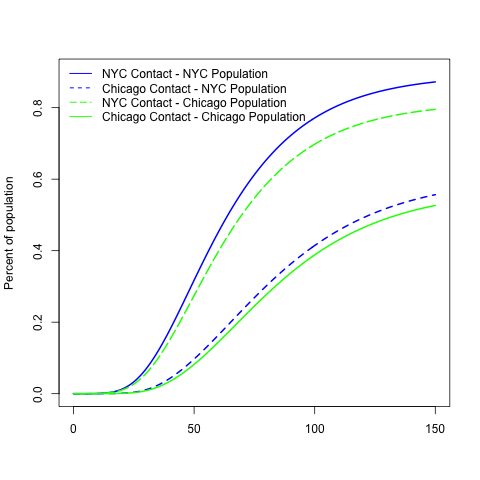 NYC Contact - NYC Population
Chicago Contact - NYC Population
NYC Contact - Chicago Population
Chicago Contact - Chicago Population
Percent of population
0.8
0.6
0.4
0.2
0.0
0 50 100 150